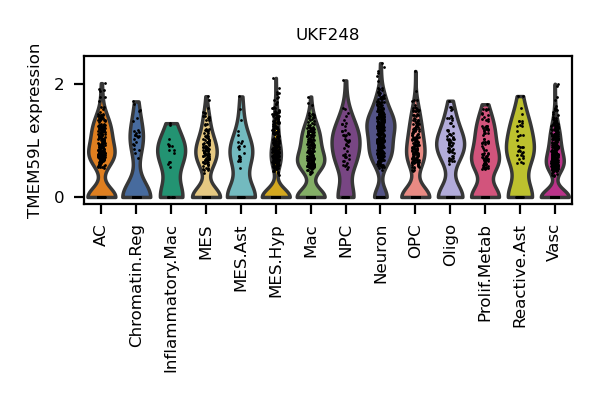 UKF248
TMEM59L expression
2
0
AC
Chromatin.Reg
Inflammatory.Mac
MES
MES.Ast
MES.Hyp
Mac
NPC
Neuron
OPC
Oligo
Prolif.Metab
Reactive.Ast
Vasc